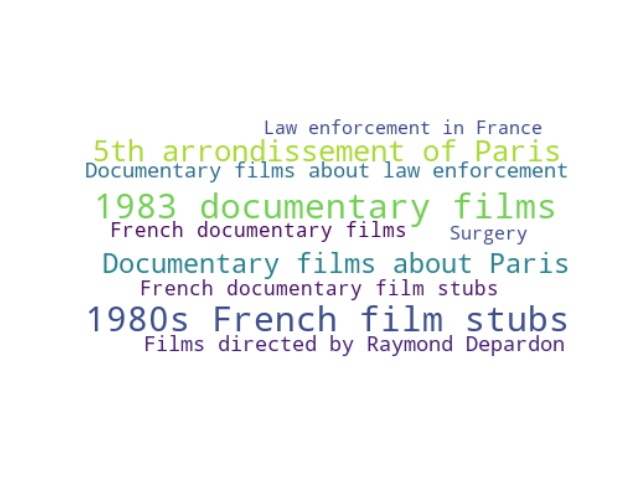 Law enforcement in France
5th arrondissement of Paris
Documentary films about law enforcement
1983 documentary films
French documentary films
Surgery
Documentary films about Paris
French documentary film stubs
1980s French film stubs
Films directed by Raymond Depardon